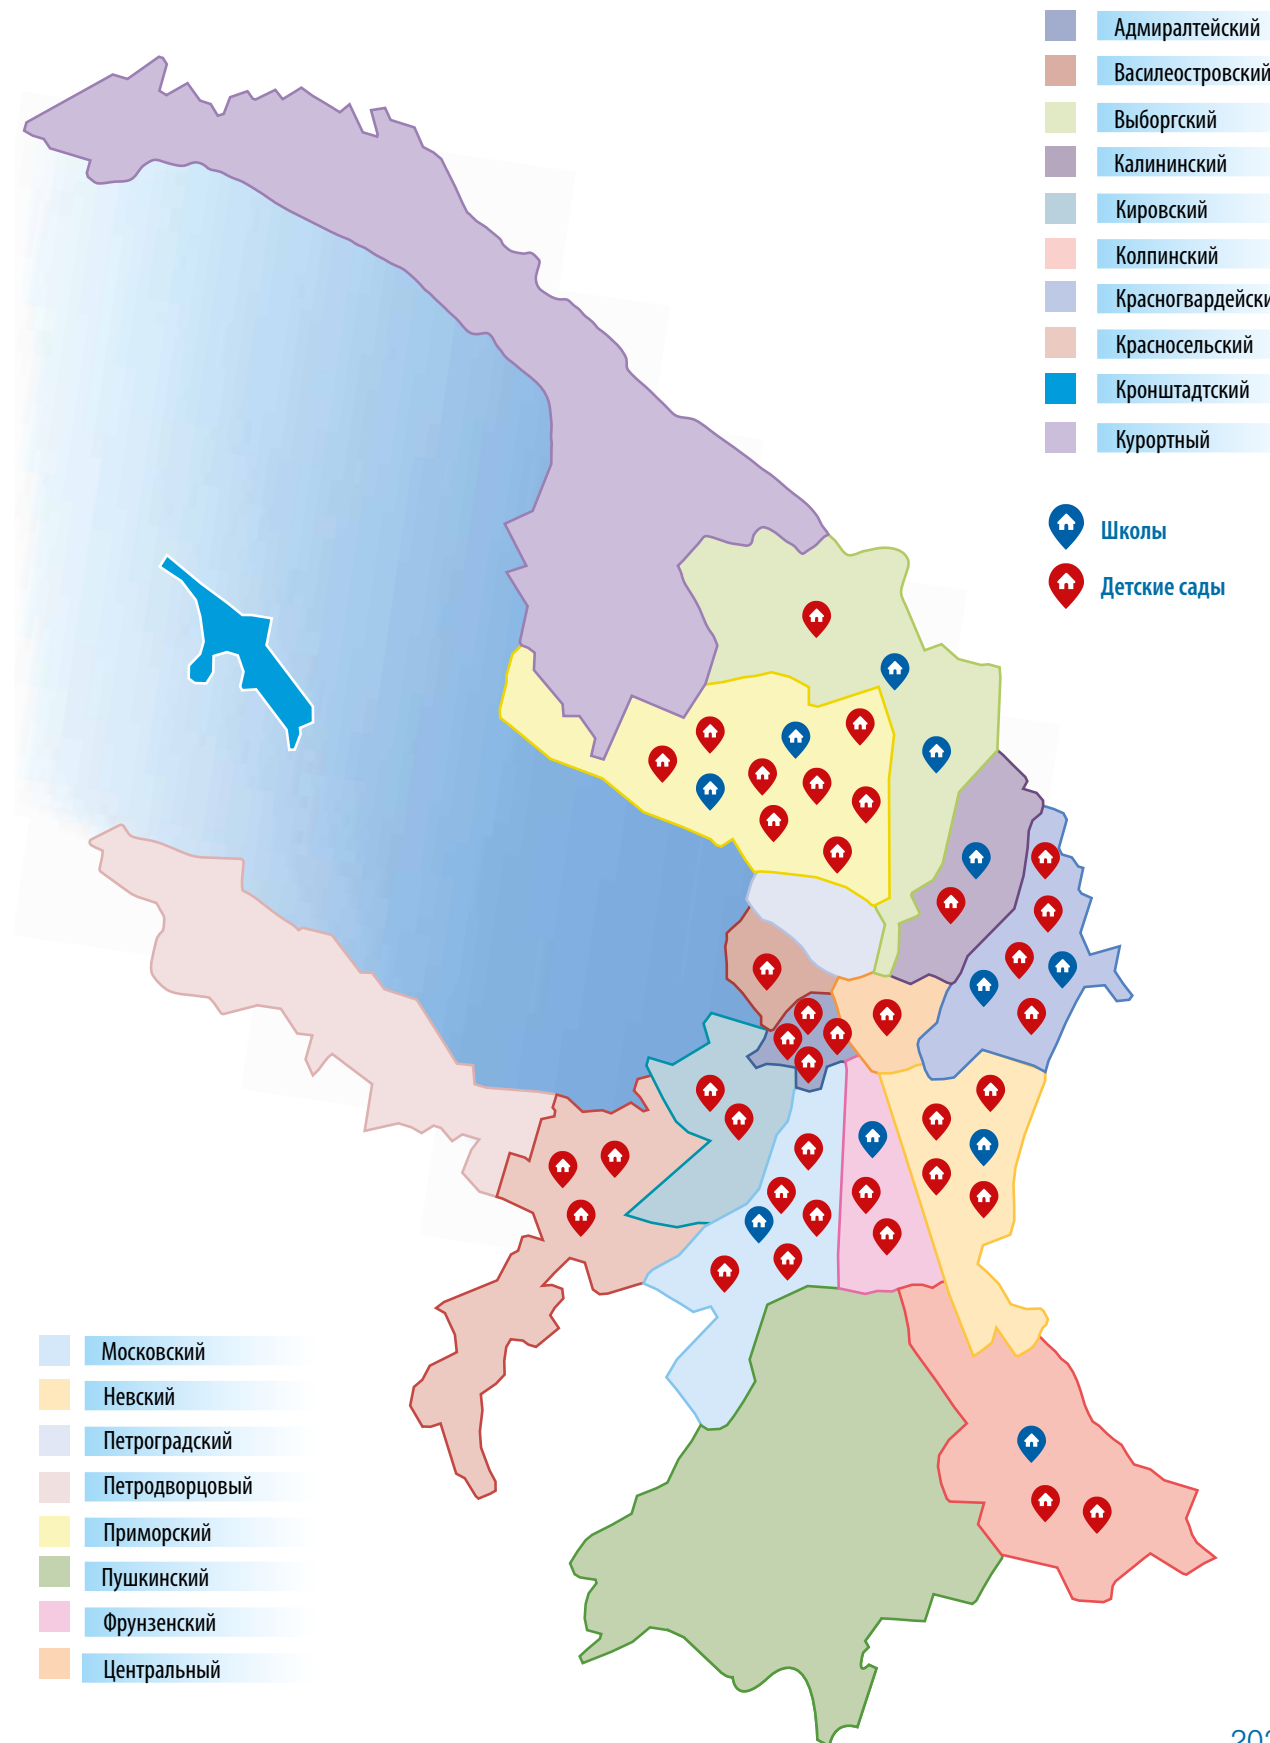 Адмиралтейский
Василеостровский
Выборгский
Калининский
Кировский
Колпинский
Красногвардейски
Красносельский
Кронштадтский
Курортный
Школы
Детские сады
Московский
Невский
Петроградский
Петродворцовый
Приморский
Пушкинский
Фрунзенский
Центральный